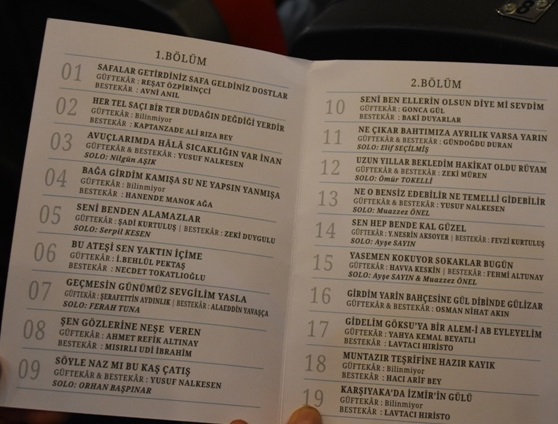 1.BÖLÜM
01 SAFALAR GETİRDİNİZ SAFA GELDİNİZ DOSTLAR
GÜFTEKÂR : REŞAT ÖZPİRİNÇCİ
BESTEKÂR : AVNİ ANIL
02 HER TEL SAÇI BİR TER DUDAĞIN DEĞDİĞİ YERDİR
GÜFTEKÂR : Bilinmiyor
BESTEKÂR : KAPTANZADE ALİ RIZA BEY
03 AVUÇLARIMDA HÂLÂ SICAKLIĞIN VAR İNAN
GÜFTEKÂR & BESTEKÂR : YUSUF NALKESEN
SOLO: Nilgün AŞIK
04 BAĞA GİRDİM KAMIŞA SU NE YAPSIN YANMIŞA
GÜFTEKÂR : Bilinmiyor
BESTEKÂR : HANENDE MANOK AĞA
05 SENİ BENDEN ALAMAZLAR
GÜFTEKÂR : ŞADİ KURTULUŞ | BESTEKÂR : ZEKİ DUYGULU
SOLO : Serpil KESEN
06 BU ATEŞİ SEN YAKTIN İÇİME
GÜFTEKÂR : İ.BEHLÜL PEKTAŞ
BESTEKÂR : NECDET TOKATLIOĞLU
07 GEÇMESİN GÜNÜMÜZ SEVGİLİM YASLA
GÜFTEKÂR : ŞERAFETTİN AYDINLIK | BESTEKÂR : ALAEDDİN YAVAŞÇA
SOLO: FERAH TUNA
08 ŞEN GÖZLERİNE NEŞE VEREN
GÜFTEKÂR : AHMET REFİK ALTINAY
BESTEKÂR : MISIRLI UDİ İBRAHİM
09 SÖYLE NAZ MI BU KAŞ ÇATIŞ
GÜFTEKÂR & BESTEKÂR : YUSUF NALKESEN
SOLO: ORHAN BAŞPINAR
2.BÖLÜM
10 SENİ BEN ELLERİN OLSUN DİYE Mİ SEVDİM
GÜFTEKÂR : GONCA GÜL
BESTEKÂR : BAKİ DUYARLAR
11 NE ÇIKAR BAHTIMIZA AYRILIK VARSA YARIN
GÜFTEKÂR & BESTEKÂR : GÜNDOĞDU DURAN
SOLO: Elif SEÇİLMİŞ
12 UZUN YILLAR BEKLEDİM HAKİKAT OLDU RÜYAM
GÜFTEKÂR & BESTEKÂR : ZEKİ MÜREN
SOLO: Ömür TOKELLİ
13 NE O BENSİZ EDEBİLİR NE TEMELLİ GİDEBİLİR
GÜFTEKÂR & BESTEKÂR : YUSUF NALKESEN
SOLO: Muazzez ÖNEL
14 SEN HEP BENDE KAL GÜZEL
GÜFTEKÂR : Y.NESRİN AKSOYER | BESTEKÂR : FEVZİ KURTULUŞ
SOLO: Ayşe SAYIN
15 YASEMEN KOKUYOR SOKAKLAR BUGÜN
GÜFTEKÂR : HAVVA KESKİN | BESTEKÂR : FEHMİ ALTUNAY
SOLO: Ayşe SAYIN & Muazzez ÖNEL
16 GİRDİM YARİN BAHÇESİNE GÜL DİBİNDE GÜLİZAR
GÜFTEKÂR & BESTEKÂR : OSMAN NİHAT AKIN
17 GİDELİM GÖKSU'YA BİR ALEM-İ AB EYLEYELİM
GÜFTEKÂR : YAHYA KEMAL BEYATLI
BESTEKÂR : LAVTACI HIRİSTO
18 MUNTAZIR TEŞRİFİNE HAZIR KAYIK
GÜFTEKÂR : Bilinmiyor
BESTEKÂR : HACI ARİF BEY
19 KARŞIYAKA'DA İZMİR'İN GÜLÜ
GÜFTEKÂR : Bilinmiyor
BESTEKÂR : LAVTACI HIRİSTO
8